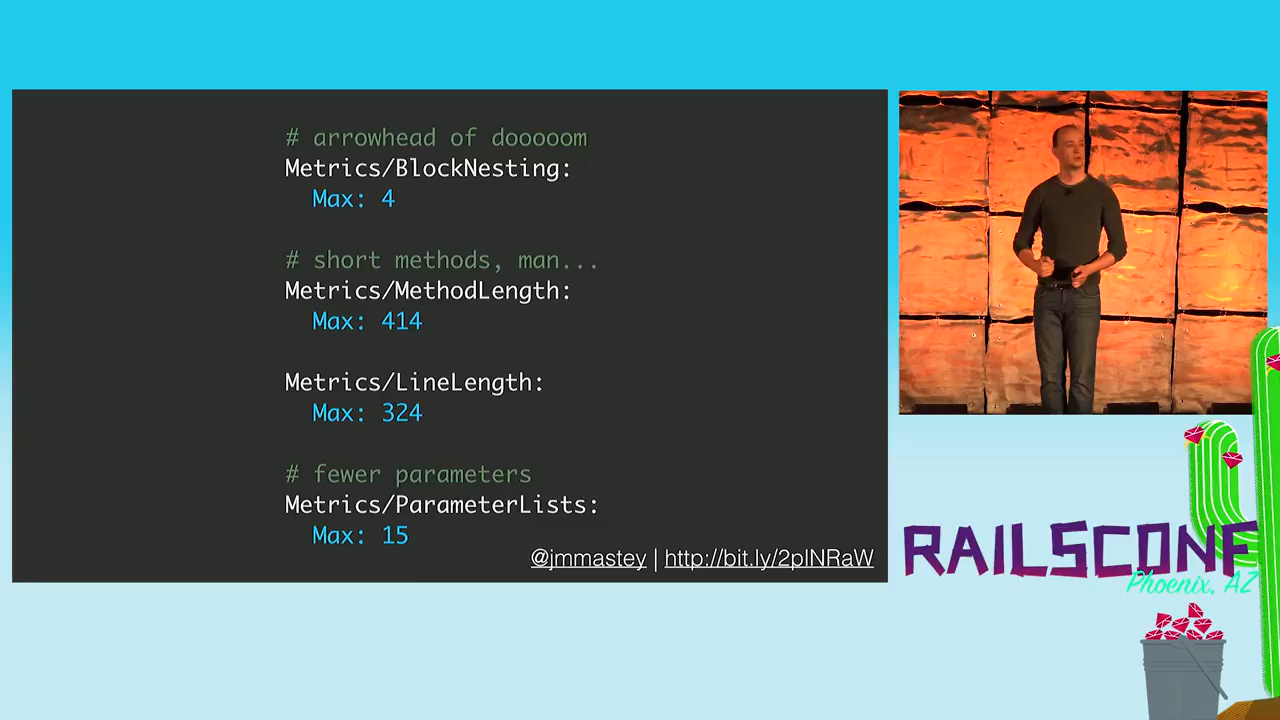 # arrowhead of dooooom
Metrics/BlockNesting:
Max: 4
# short methods, man...
Metrics/MethodLength:
Max: 414
Metrics/LineLength:
Max: 324
# fewer parameters
Metrics/ParameterLists:
Max: 15
@jmmastey | http://bit.ly/2pINRaW
RAILSCONF
Phoenix, AZ